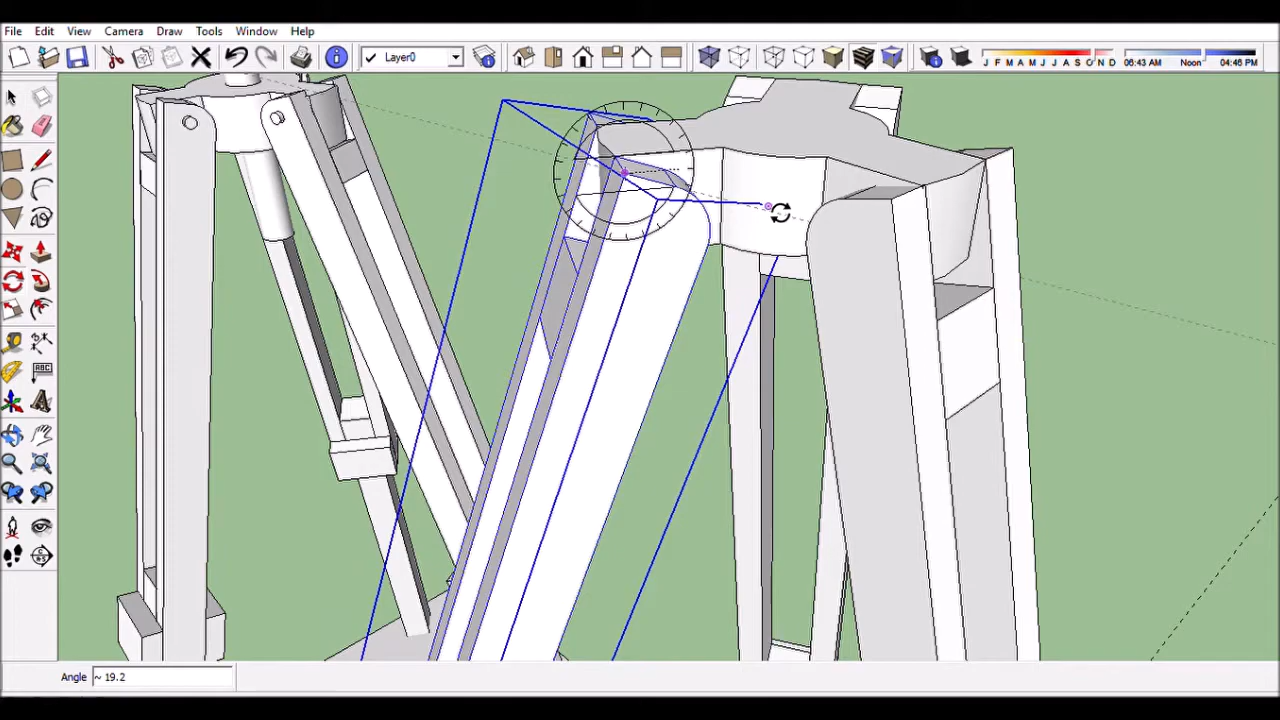 File Edit View Camera Draw Tools Window Help
Layer0
J F M A M J J A S O N D 06:43 AM Noon 04:46 PM
ABC
Angle ~ 19.2